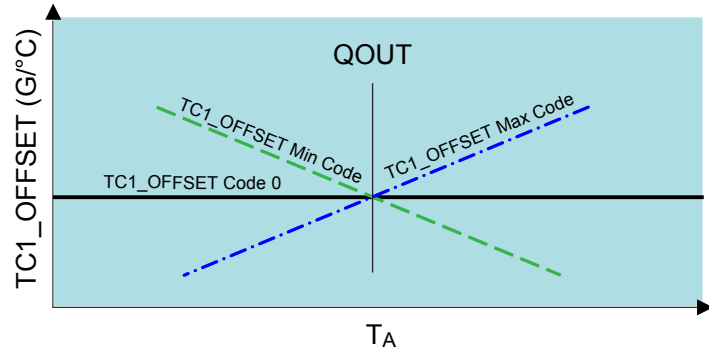 QOUT
TC1_OFFSET Min Code
TC1_OFFSET Max Code
TC1_OFFSET Code 0
TC1_OFFSET (G/°C)
TA